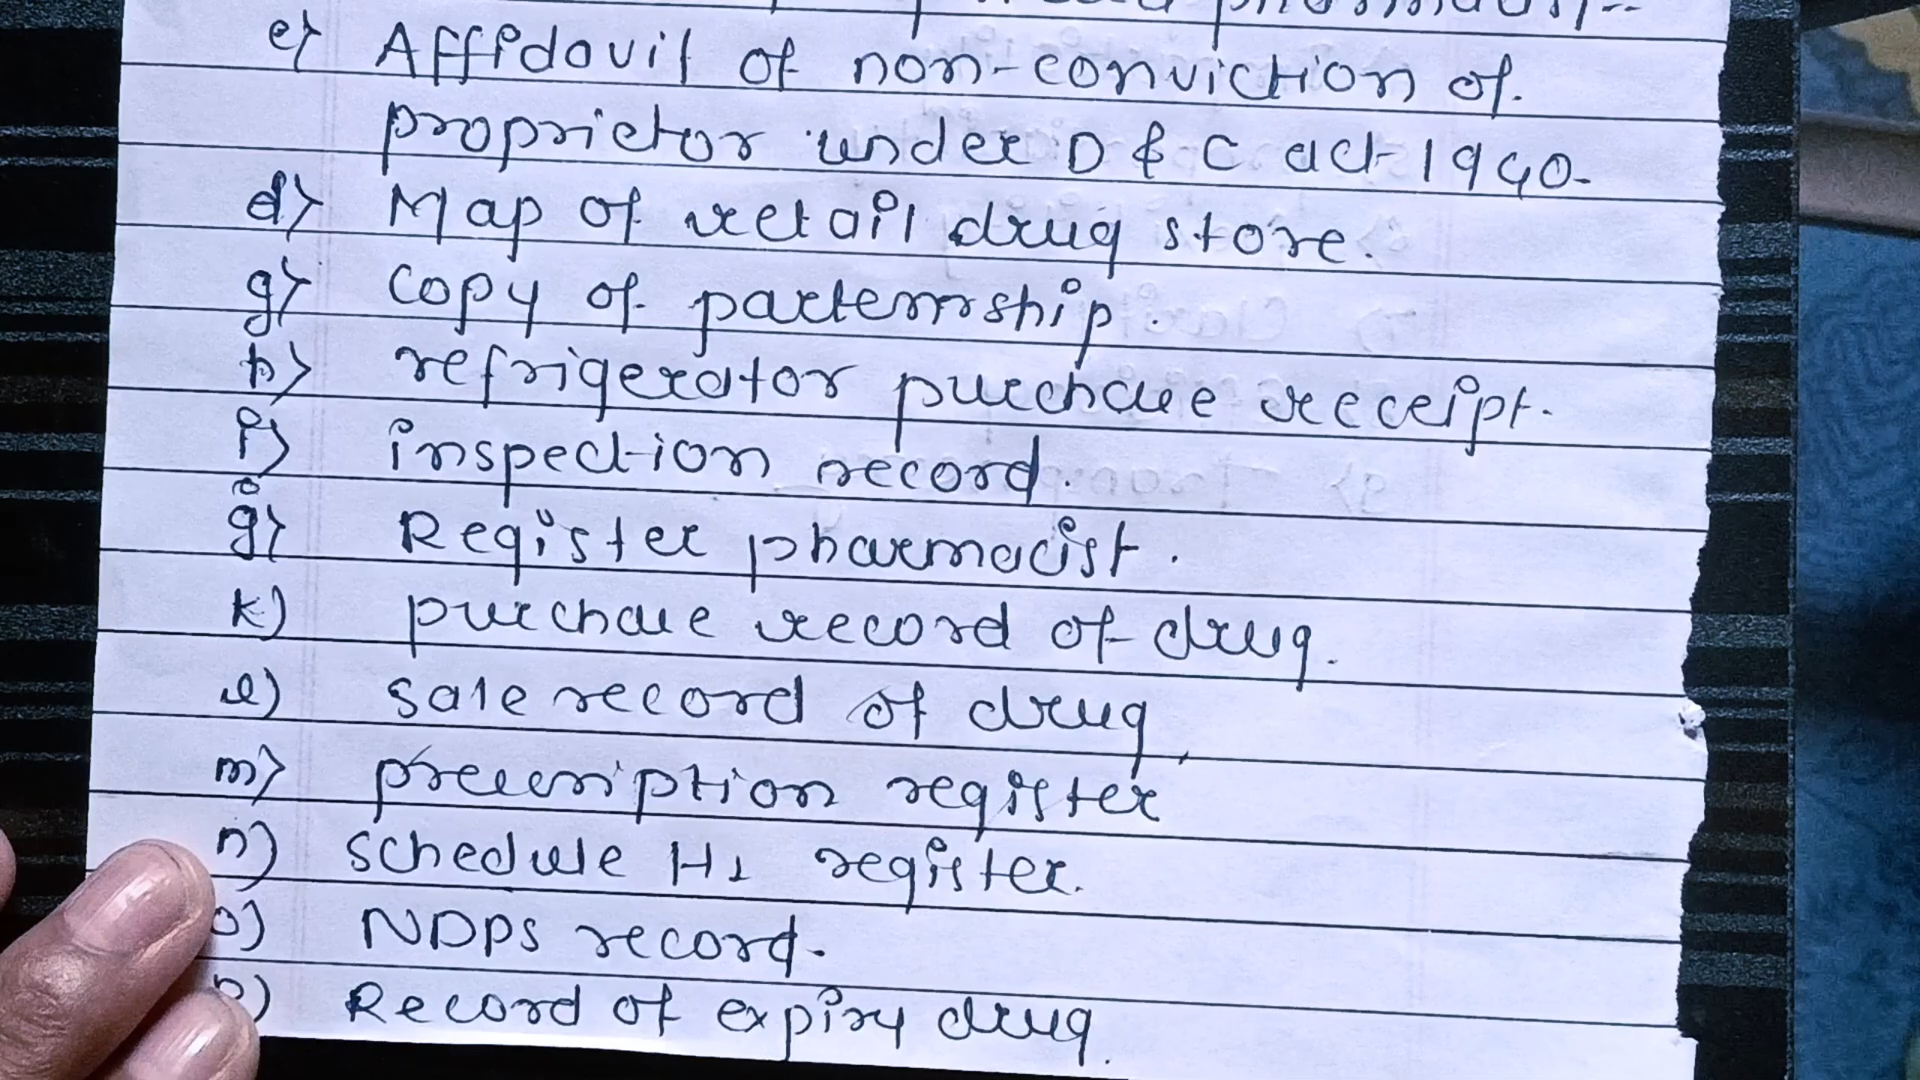 e) Affidavit of non-conviction of.
proprietor under D & C act-1940-
d) Map of retail drug store.
g) copy of parternrship.
h) refrigerator purchase receipt.
i) inspection record.
j) Register pharmacist.
k) purchase record of drug.
l) sale record of drug,
m) prescription register
n) schedule H1 register.
o) NDPS record.
p) Record of expiry drug.